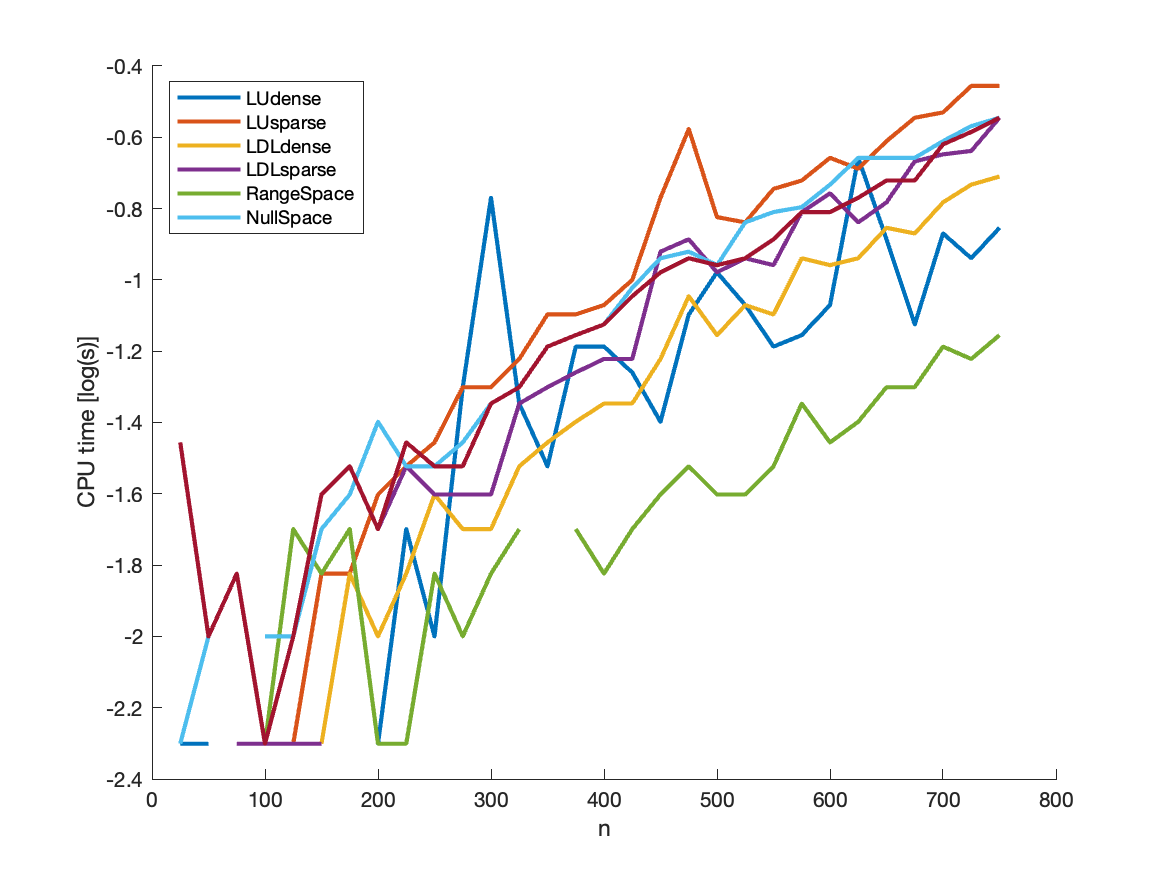 -0.4
-0.6
-0.8
-1
-1.2
-1.4
-1.6
-1.8
-2
-2.2
-2.4
CPU time [log(s)]
LUdense
LUsparse
LDLdense
LDLsparse
RangeSpace
NullSpace
0 100 200 300 400 500 600 700 800
n